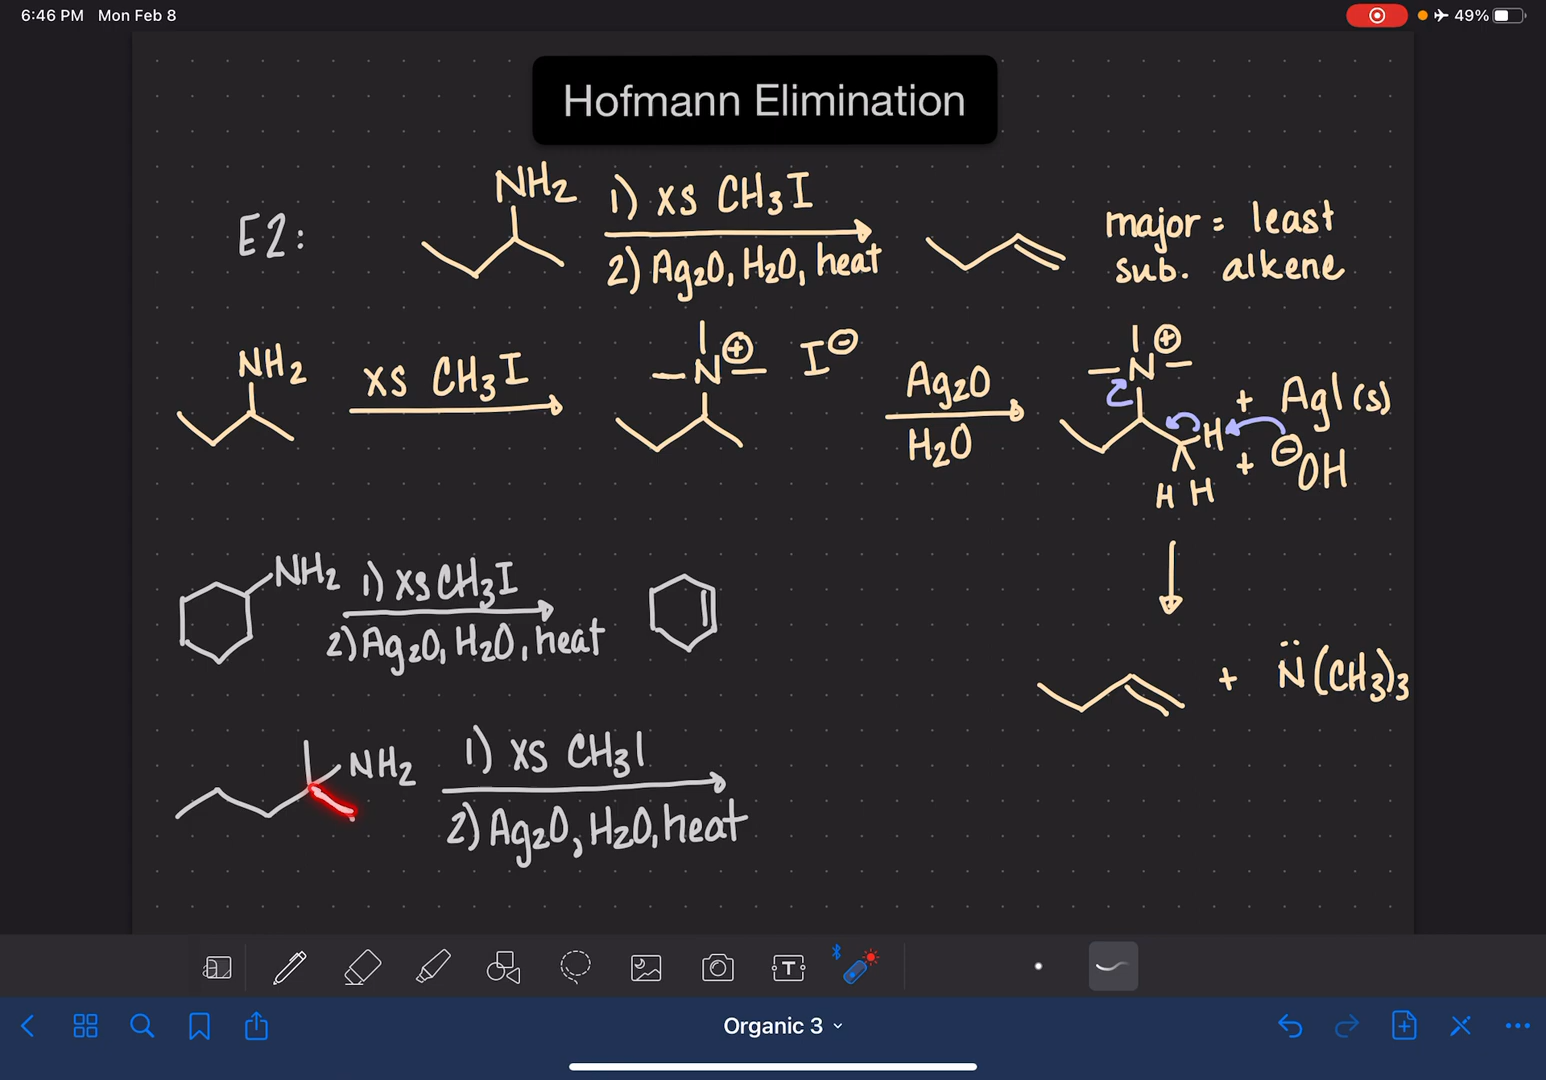 6:46 PM Mon Feb 8
49%
Hofmann Elimination
E2:
NH₂
1) xs CH₃I
2) Ag₂O, H₂O, heat
major = least
sub. alkene
NH₂
xs CH₃I
N⊕
I⊖
Ag₂O
H₂O
N⊕
H
H H
+ AgI(s)
+ ⊖OH
NH₂
1) xs CH₃I
2) Ag₂O, H₂O, heat
+ N̈(CH₃)₃
NH₂
1) xs CH₃I
2) Ag₂O, H₂O, heat
T
Organic 3